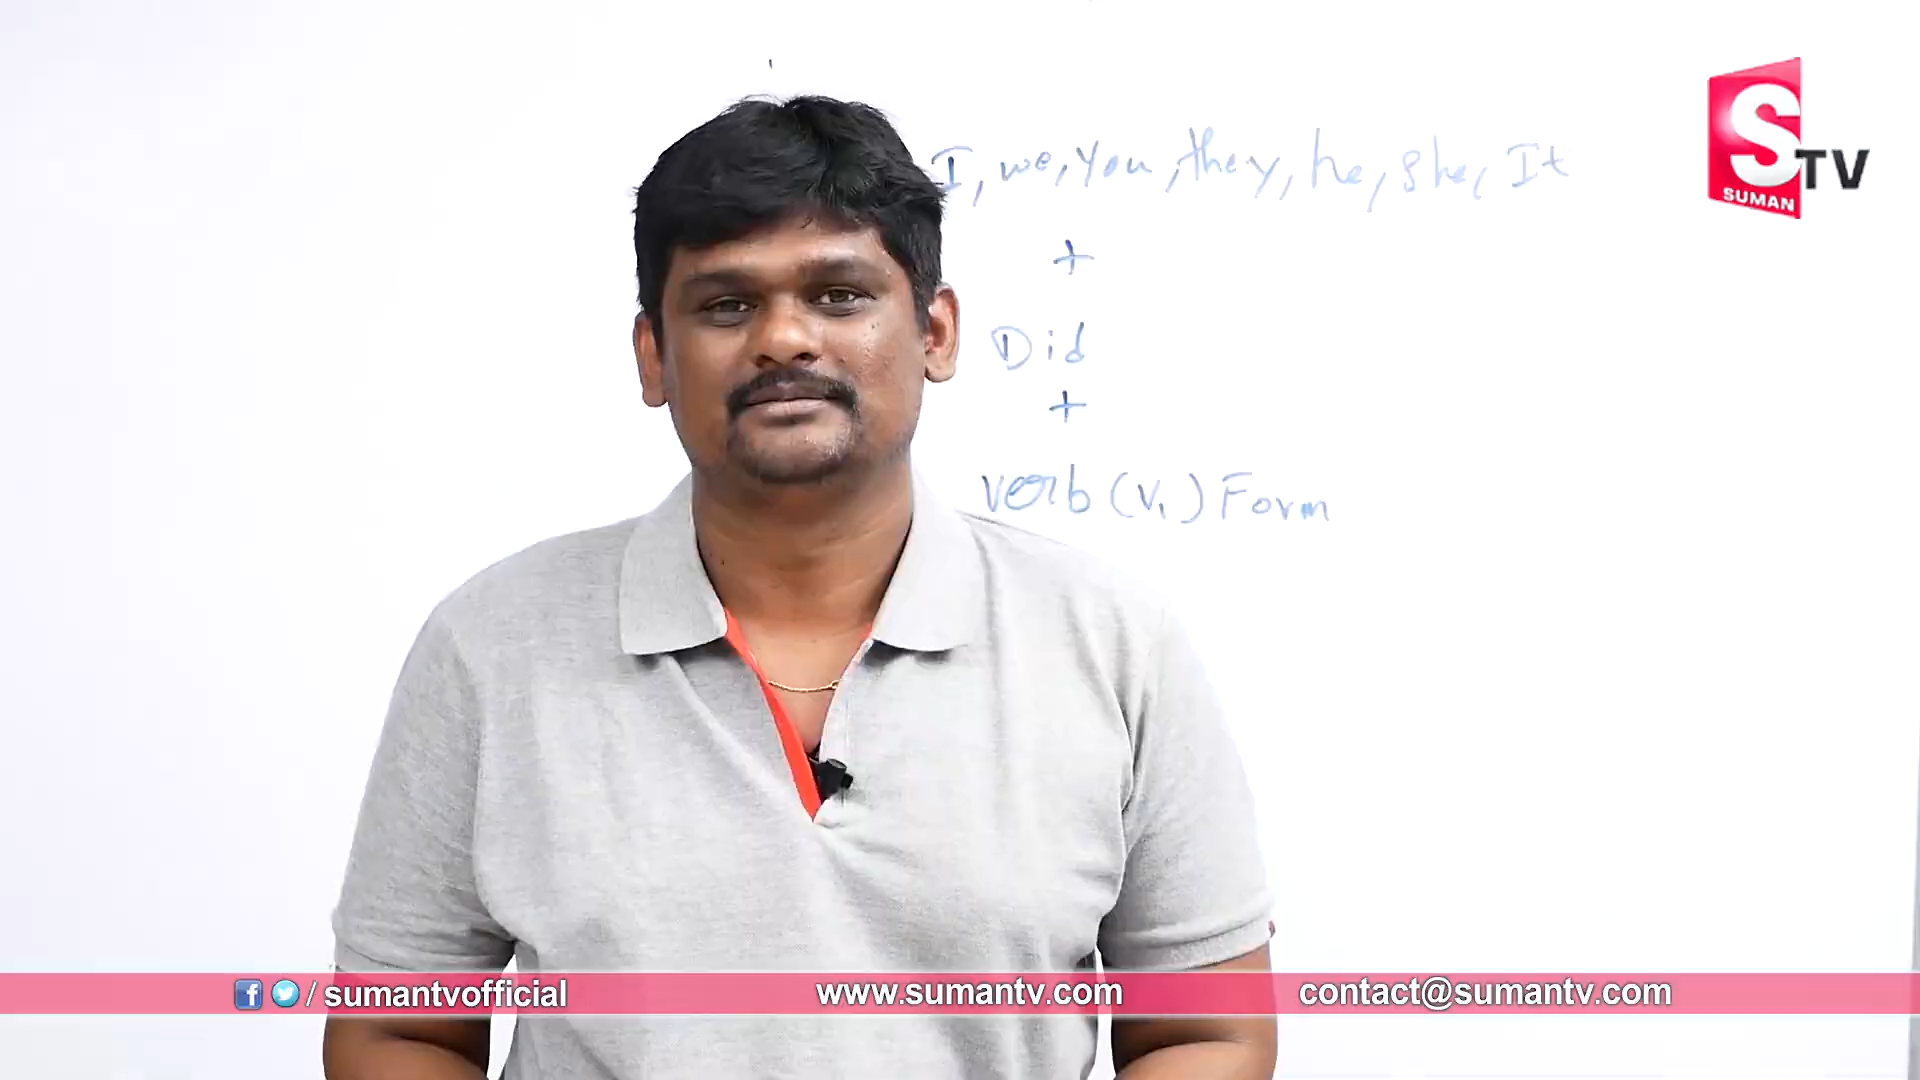 I, we, you, they, he, she, It
+
Did
+
verb (V1) Form
S TV
SUMAN
/ sumantvofficial
www.sumantv.com
contact@sumantv.com